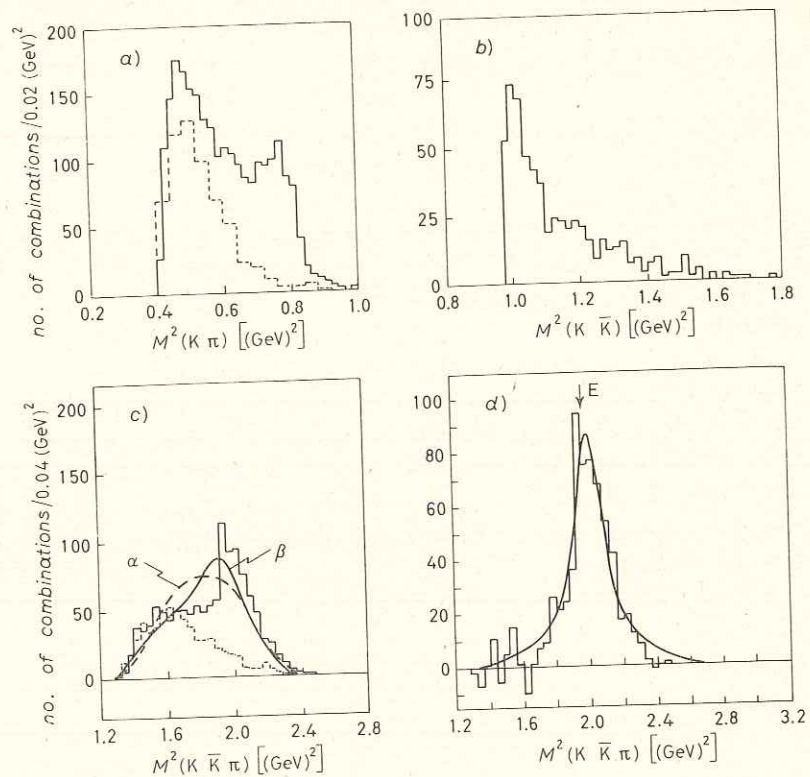 no. of combinations/0.02 (GeV)²
a)
200
150
100
50
0
0.2 0.4 0.6 0.8 1.0
M²(K π) [(GeV)²]
b)
100
75
50
25
0
0.8 1.0 1.2 1.4 1.6 1.8
M²(K K̅) [(GeV)²]
no. of combinations/0.04 (GeV)²
c)
200
150
100
50
0
α
β
1.2 1.6 2.0 2.4 2.8
M²(K K̅ π) [(GeV)²]
d)
E
100
80
60
40
20
0
1.2 1.6 2.0 2.4 2.8 3.2
M²(K K̅ π) [(GeV)²]